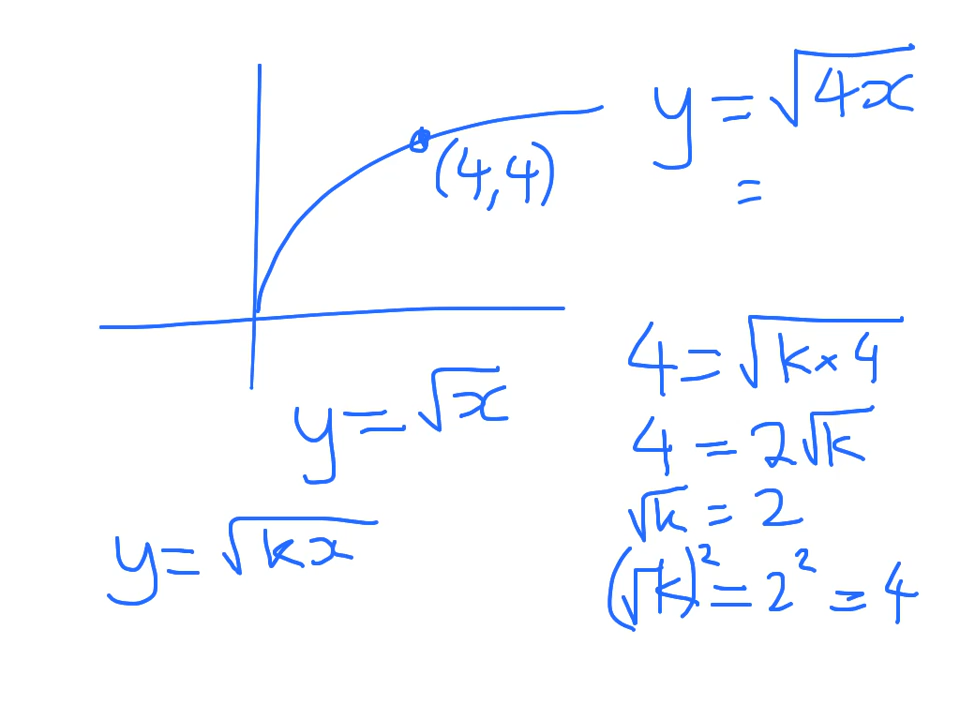 y = √4x
=
(4,4)
4 = √k×4
y = √x
4 = 2√k
√k = 2
y = √kx
(√k)² = 2² = 4